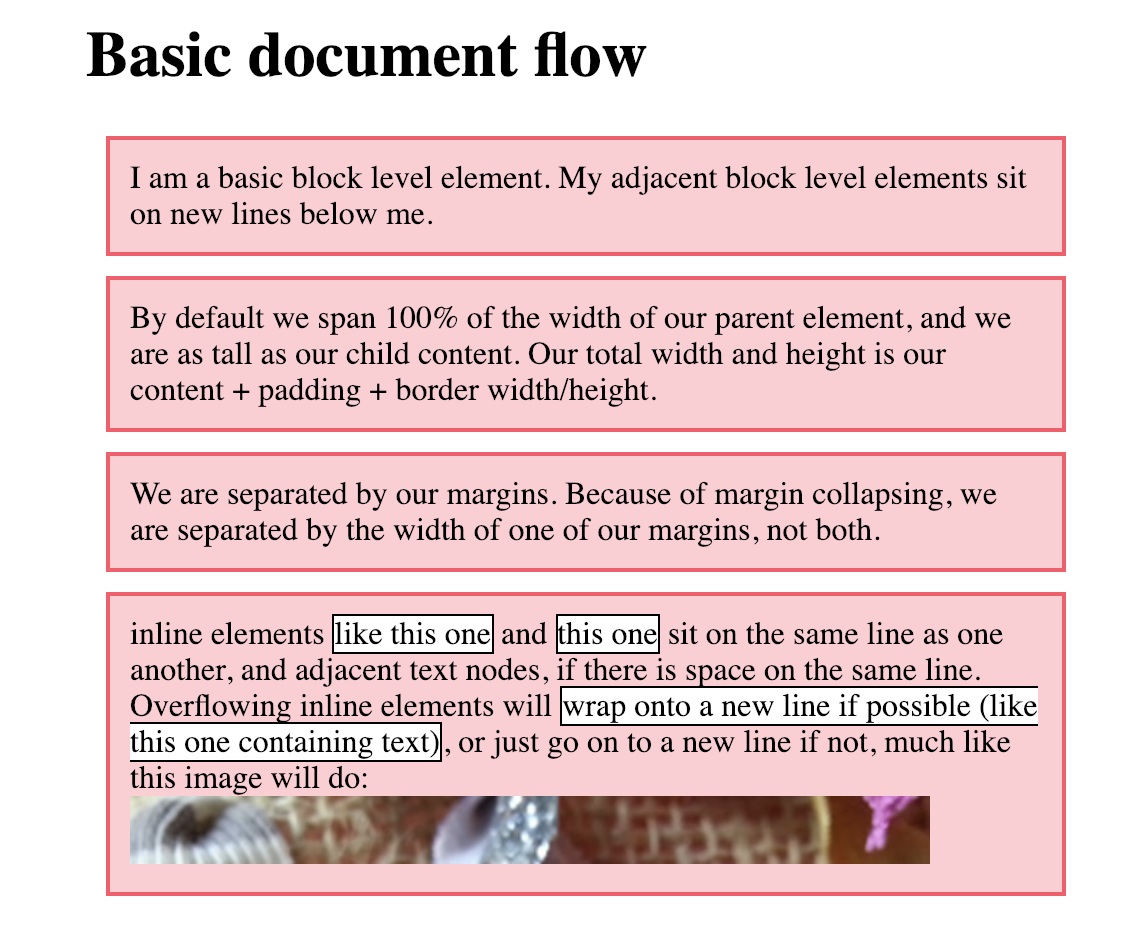 Basic document flow
I am a basic block level element. My adjacent block level elements sit
on new lines below me.
By default we span 100% of the width of our parent element, and we
are as tall as our child content. Our total width and height is our
content + padding + border width/height.
We are separated by our margins. Because of margin collapsing, we
are separated by the width of one of our margins, not both.
inline elements like this one and this one sit on the same line as one
another, and adjacent text nodes, if there is space on the same line.
Overflowing inline elements will wrap onto a new line if possible (like
this one containing text), or just go on to a new line if not, much like
this image will do: